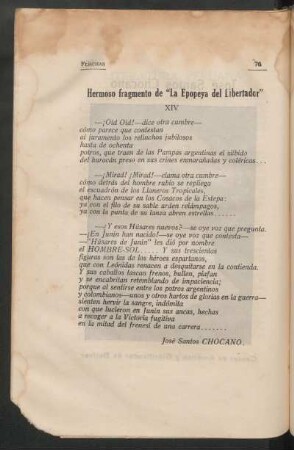 PERICHON 76
Hermoso fragmento de "La Epopeya del Libertador"
XIV
—¡Oíd Oíd!—dice otra cumbre—
cómo parece que contestan
al juramento los relinchos rubikones
hasta de ochenta
potros, que traen de las Pampas argentinas el silbido
del huracán preso en sus crines enmarañadas y coléricas...
—¡Mirad! ¡Mirad!—clama otra cumbre—
cómo detrás del hombre rubio se repliega
el escuadrón de los Llaneros Tropicales,
que hacen pensar en los Cosacos de la Estepa:
ya con el filo de su sable arden relámpagos,
ya con la punta de su lanza abren estrellas......
—¿Y esos Húsares nuevos?—se oye voz que pregunta.
—¡En Junín han nacido!—se oye voz que contesta—
—"Húsares de Junín" les dió por nombre
el HOMBRE-SOL...... Y sus trescientas
figuras son las de los héroes espartanos,
que con Leónidas renacen a desquitarse en la contienda.
Y sus caballos tascan frenos, bullen, piafan
y se encabritan retemblando de impaciencia;
porque al sentirse entre los potros argentinos
y colombianos—unos y otros hartos de glorias en la guerra—
sienten hervir la sangre, indómita
con que hicieron en Junín sus ancas, hechas
a recoger a la Victoria fugitiva
en la mitad del frenesí de una carrera.......
José Santos CHOCANO.